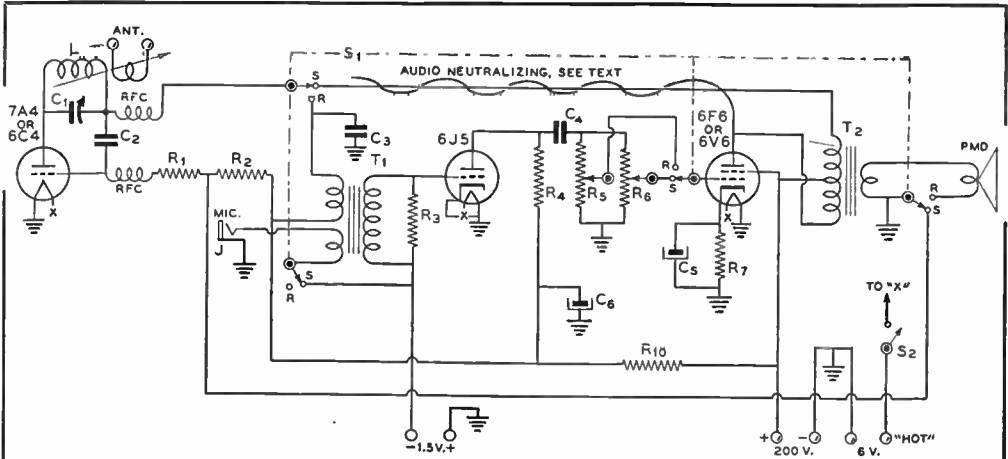 ANT.
L
S1
AUDIO NEUTRALIZING, SEE TEXT
RFC
C1
7A4
OR
6C4
C2
S
R
C3
T1
6J5
C4
6F6
OR
6V6
T2
PMD
RFC
R1
R2
R3
R4
R5
R6
R
S
R
S
X
MIC.
J
S
R
X
X
C5
R7
C6
TO "X"
S2
R10
-1.5V.+
+ 200 V. -
6 V.
"HOT"